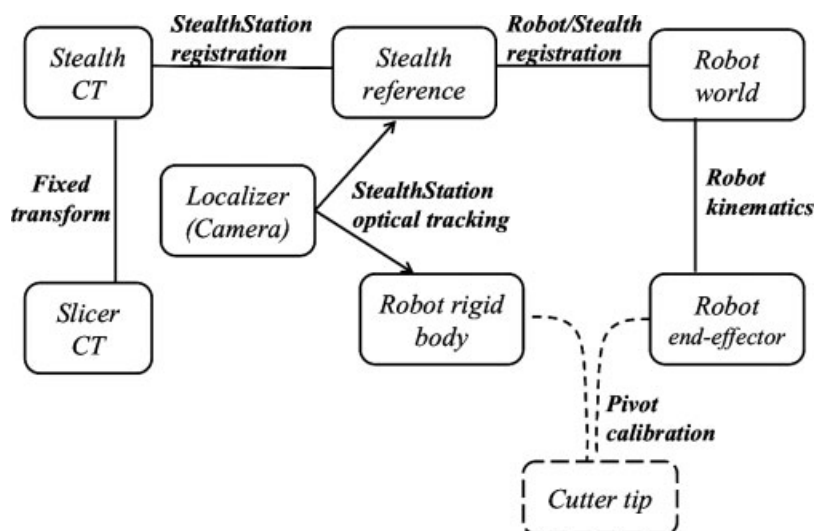 StealthStation
registration
Robot/Stealth
registration
Stealth
CT
Stealth
reference
Robot
world
Fixed
transform
Localizer
(Camera)
StealthStation
optical tracking
Robot
kinematics
Slicer
CT
Robot rigid
body
Robot
end-effector
Pivot
calibration
Cutter tip